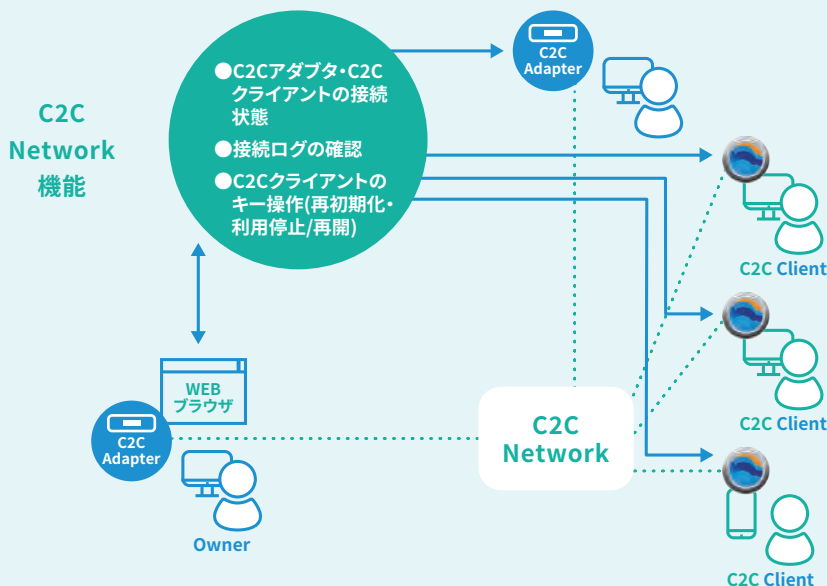 C2C
Network
機能
●C2Cアダブタ・C2C
クライアントの接続
状態
●接続ログの確認
●C2Cクライアントの
キー操作(再初期化・
利用停止/再開)
C2C
Adapter
C2C Client
C2C Client
C2C Client
WEB
ブラウザ
C2C
Adapter
Owner
C2C
Network